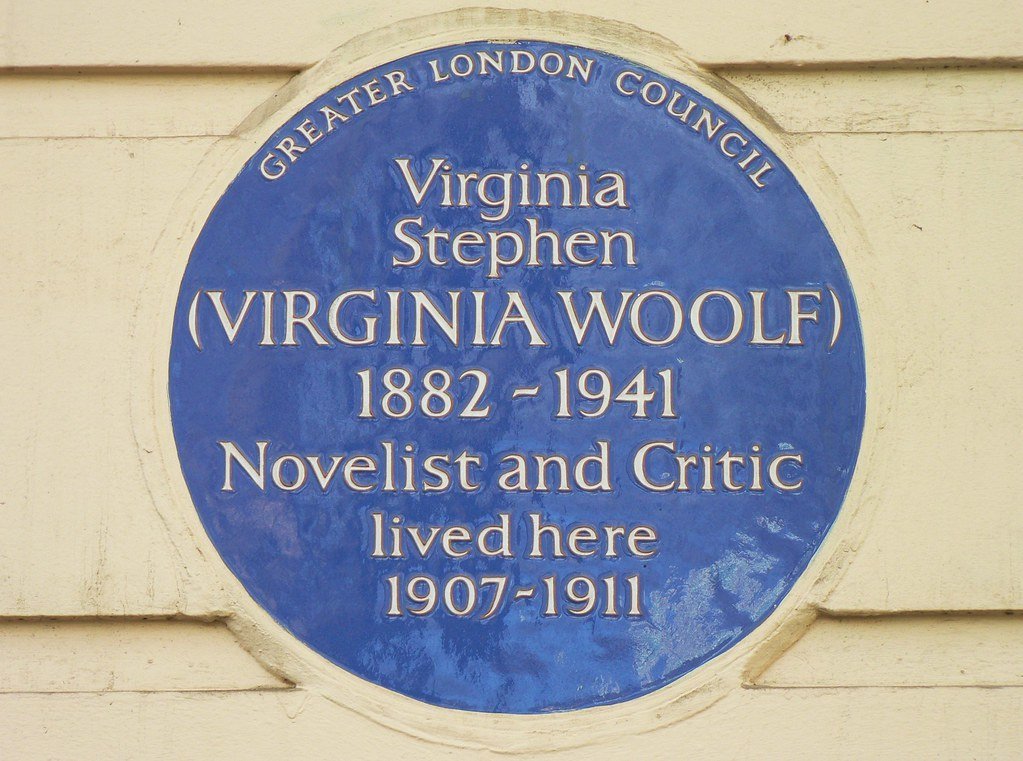 GREATER LONDON COUNCIL
Virginia
Stephen
(VIRGINIA WOOLF)
1882 - 1941
Novelist and Critic
lived here
1907-1911